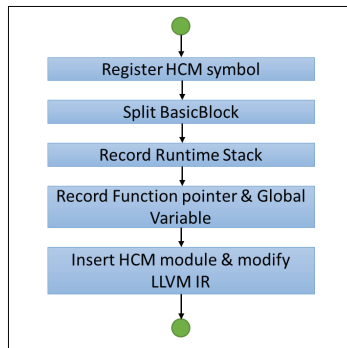 Register HCM symbol
Split BasicBlock
Record Runtime Stack
Record Function pointer & Global
Variable
Insert HCM module & modify
LLVM IR